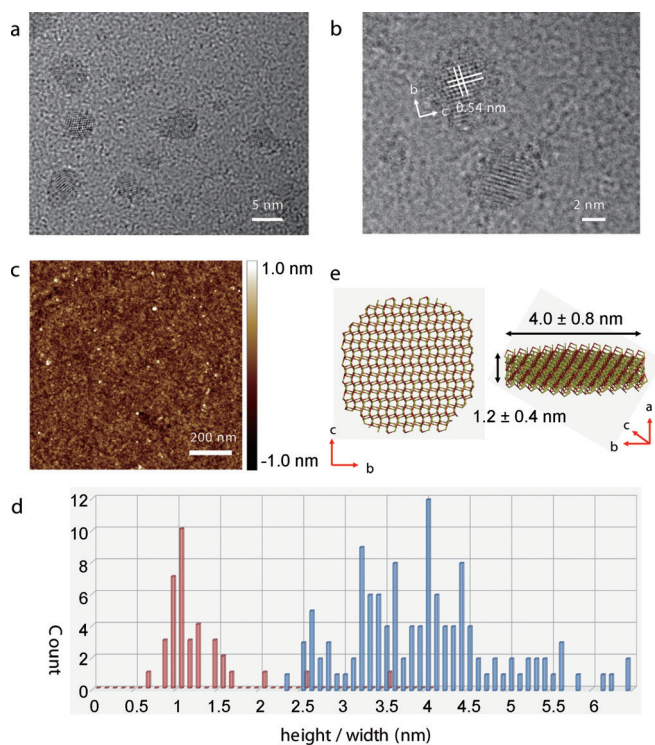 a
b
b
c
0.54 nm
5 nm
2 nm
c
1.0 nm
200 nm
-1.0 nm
e
4.0 ± 0.8 nm
1.2 ± 0.4 nm
c
b
a
c
b
d
12
10
8
6
4
2
0
Count
0 0.5 1 1.5 2 2.5 3 3.5 4 4.5 5 5.5 6
height / width (nm)